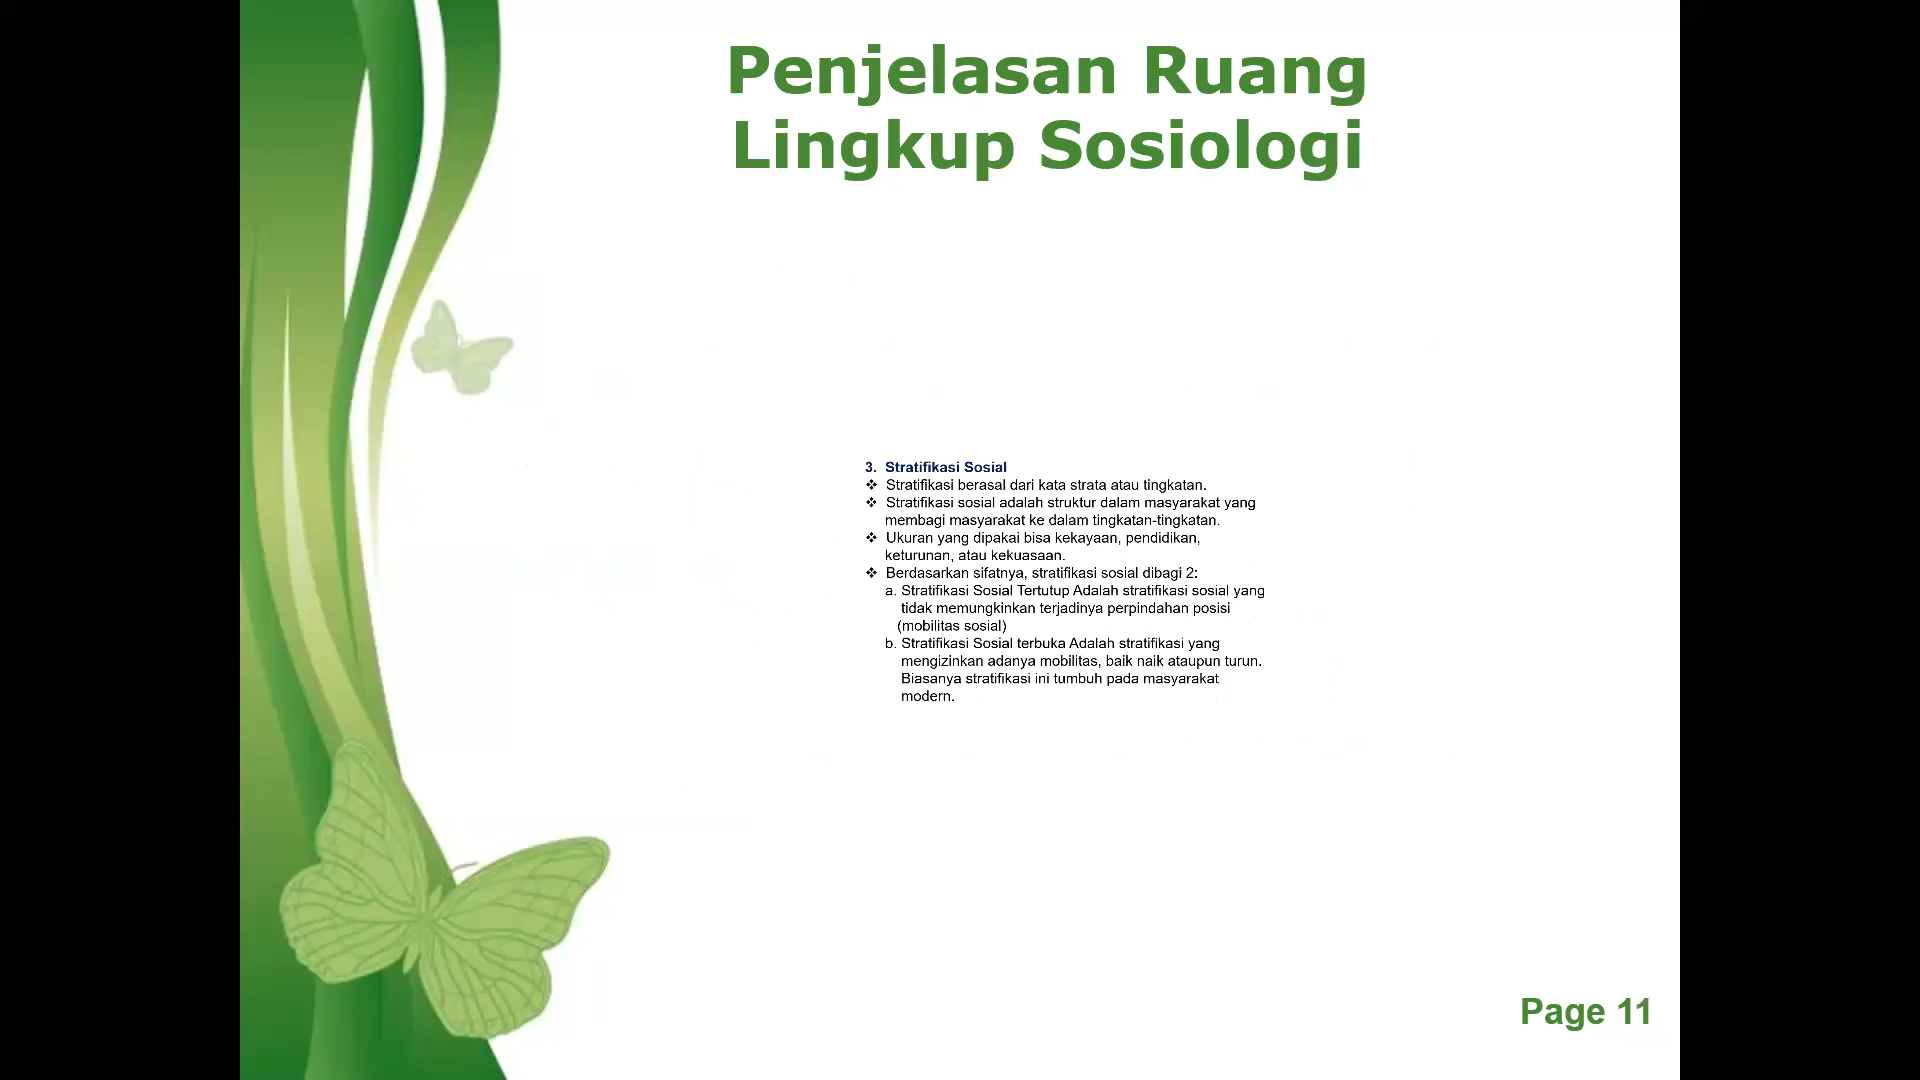 Penjelasan Ruang
Lingkup Sosiologi
3. Stratifikasi Sosial
❖ Stratifikasi berasal dari kata strata atau tingkatan.
❖ Stratifikasi sosial adalah struktur dalam masyarakat yang
membagi masyarakat ke dalam tingkatan-tingkatan.
❖ Ukuran yang dipakai bisa kekayaan, pendidikan,
keturunan, atau kekuasaan.
❖ Berdasarkan sifatnya, stratifikasi sosial dibagi 2:
a. Stratifikasi Sosial Tertutup Adalah stratifikasi sosial yang
tidak memungkinkan terjadinya perpindahan posisi
(mobilitas sosial)
b. Stratifikasi Sosial terbuka Adalah stratifikasi yang
mengizinkan adanya mobilitas, baik naik ataupun turun.
Biasanya stratifikasi ini tumbuh pada masyarakat
modern.
Page 11